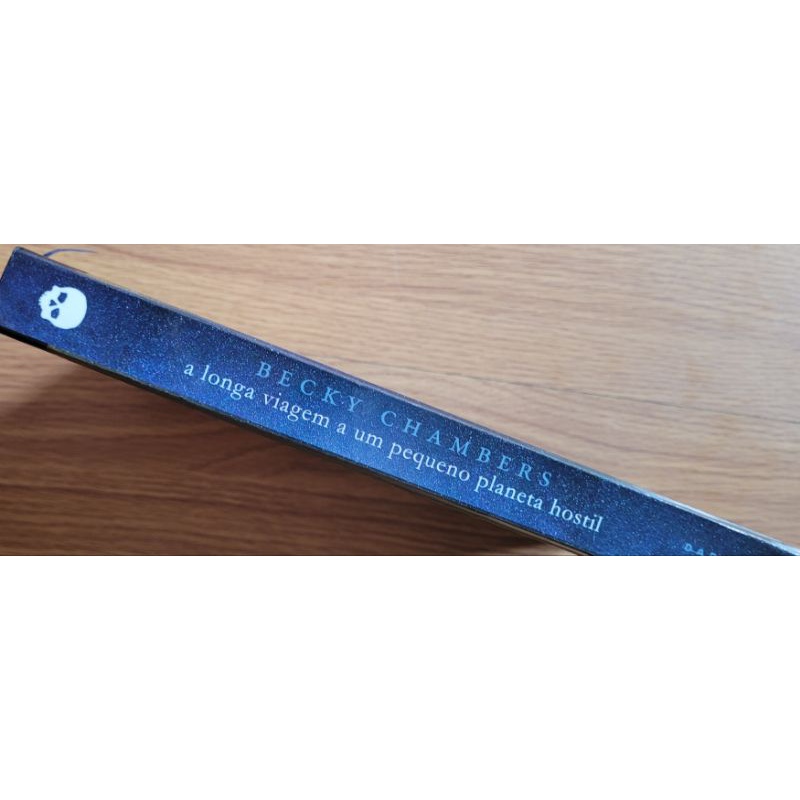 BECKY CHAMBERS
a longa viagem a um pequeno planeta hostil